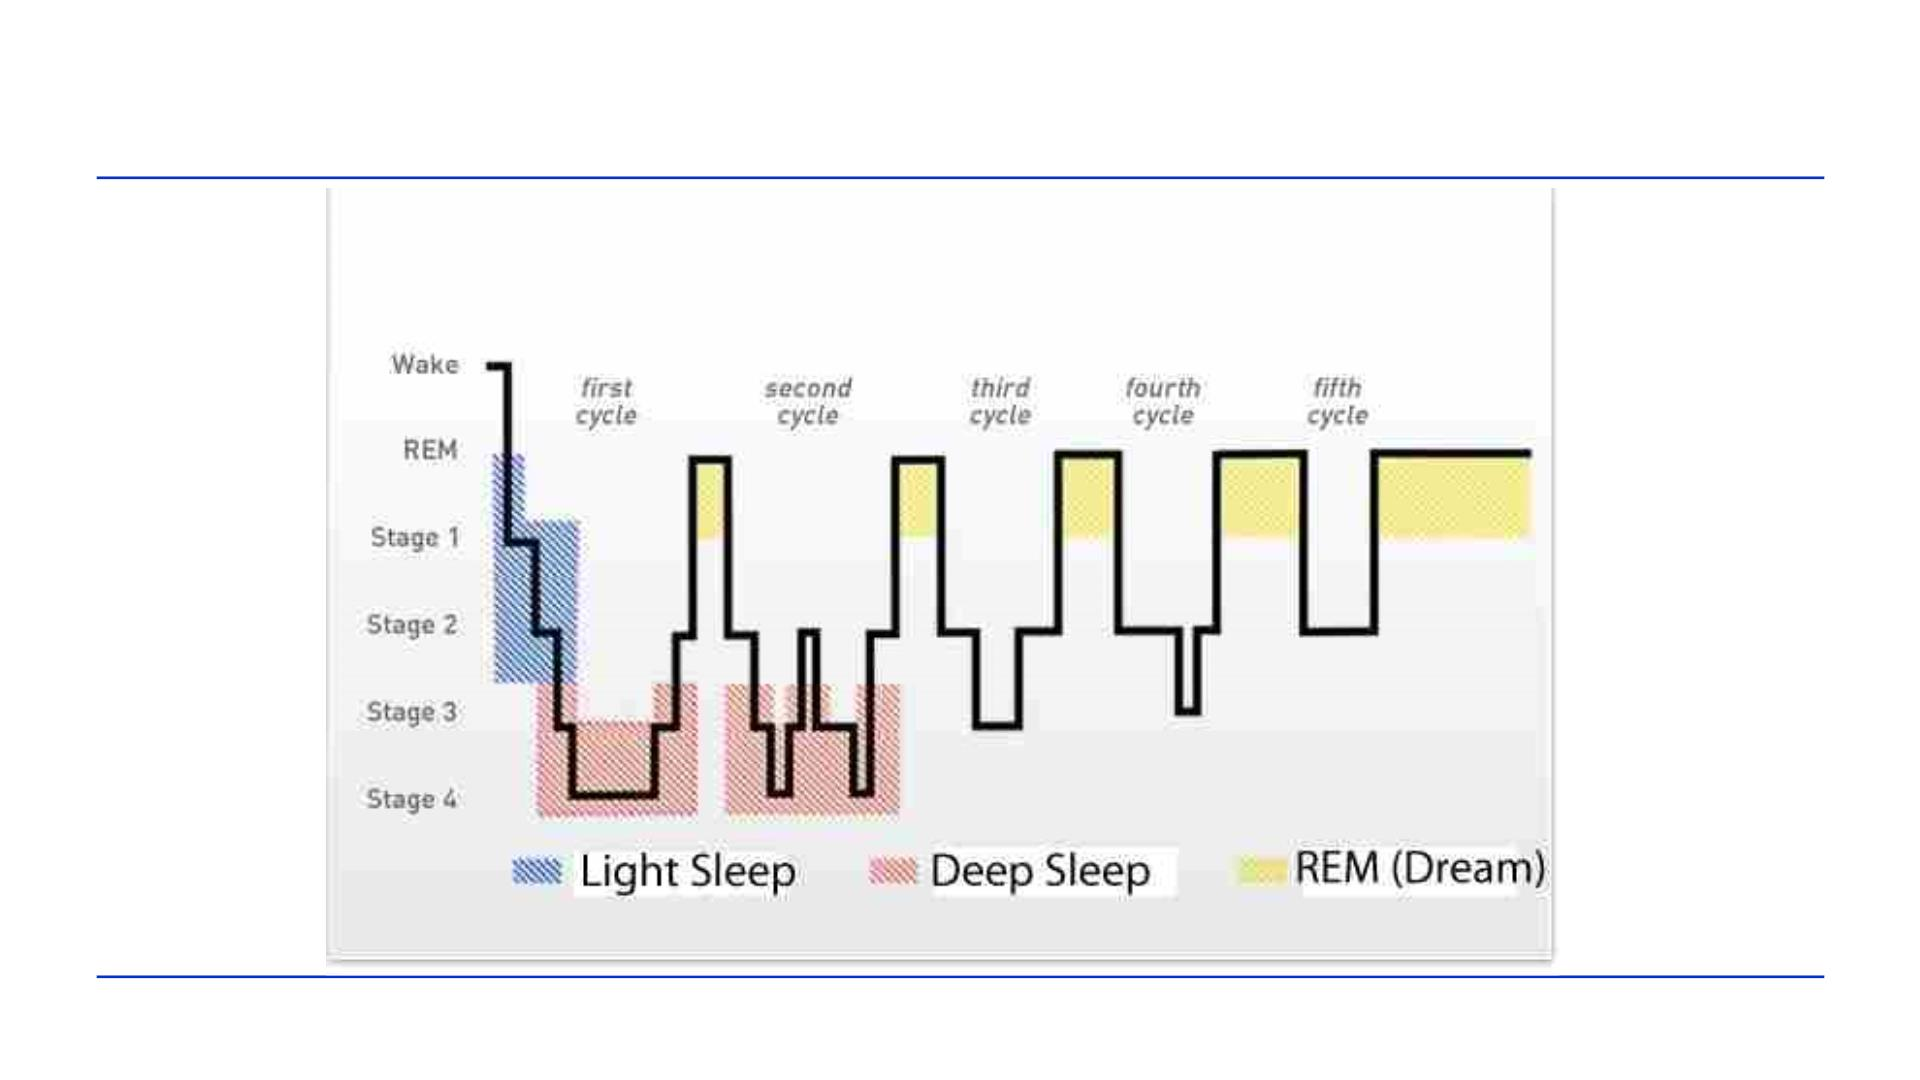 Wake
first cycle
second cycle
third cycle
fourth cycle
fifth cycle
REM
Stage 1
Stage 2
Stage 3
Stage 4
Light Sleep
Deep Sleep
REM (Dream)